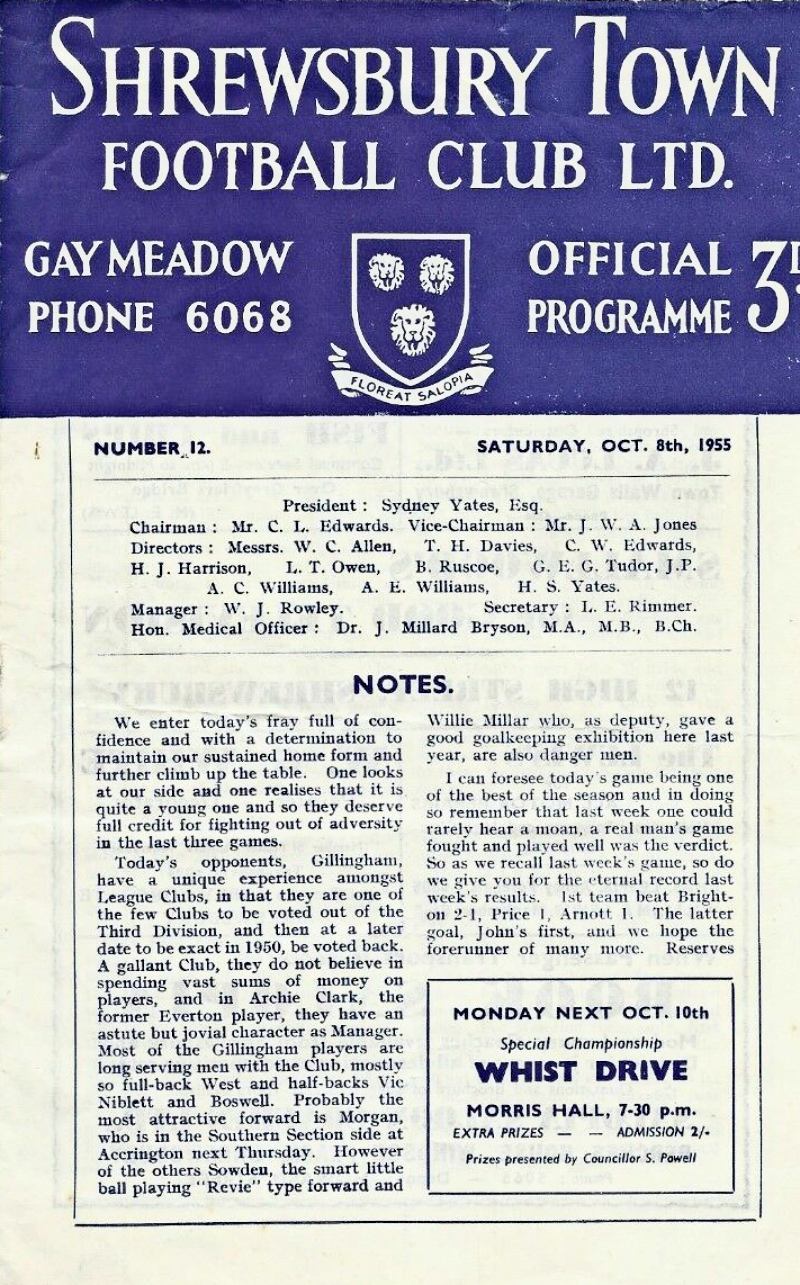 SHREWSBURY TOWN
FOOTBALL CLUB LTD.
GAY MEADOW
PHONE 6068
FLOREAT SALOPIA
OFFICIAL
PROGRAMME
3D.
NUMBER 12.
SATURDAY, OCT. 8th, 1955
President : Sydney Yates, Esq.
Chairman : Mr. C. L. Edwards. Vice-Chairman : Mr. J. W. A. Jones
Directors : Messrs. W. C. Allen, T. H. Davies, C. W. Edwards,
H. J. Harrison, L. T. Owen, B. Ruscoe, G. E. G. Tudor, J.P.
A. C. Williams, A. E. Williams, H. S. Yates.
Manager : W. J. Rowley. Secretary : L. E. Rimmer.
Hon. Medical Officer : Dr. J. Millard Bryson, M.A., M.B., B.Ch.
NOTES.
We enter today's fray full of con-
fidence and with a determination to
maintain our sustained home form and
further climb up the table. One looks
at our side and one realises that it is
quite a young one and so they deserve
full credit for fighting out of adversity
in the last three games.
Today's opponents, Gillingham,
have a unique experience amongst
League Clubs, in that they are one of
the few Clubs to be voted out of the
Third Division, and then at a later
date to be exact in 1950, be voted back.
A gallant Club, they do not believe in
spending vast sums of money on
players, and in Archie Clark, the
former Everton player, they have an
astute but jovial character as Manager.
Most of the Gillingham players are
long serving men with the Club, mostly
so full-back West and half-backs Vic
Niblett and Boswell. Probably the
most attractive forward is Morgan,
who is in the Southern Section side at
Accrington next Thursday. However
of the others Sowden, the smart little
ball playing "Revie" type forward and
Willie Millar who, as deputy, gave a
good goalkeeping exhibition here last
year, are also danger men.
I can foresee today's game being one
of the best of the season and in doing
so remember that last week one could
rarely hear a moan, a real man's game
fought and played well was the verdict.
So as we recall last week's game, so do
we give you for the eternal record last
week's results. 1st team beat Bright-
on 2-1, Price 1, Arnott 1. The latter
goal, John's first, and we hope the
forerunner of many more. Reserves
MONDAY NEXT OCT. 10th
Special Championship
WHIST DRIVE
MORRIS HALL, 7-30 p.m.
EXTRA PRIZES — — ADMISSION 2/-
Prizes presented by Councillor S. Powell